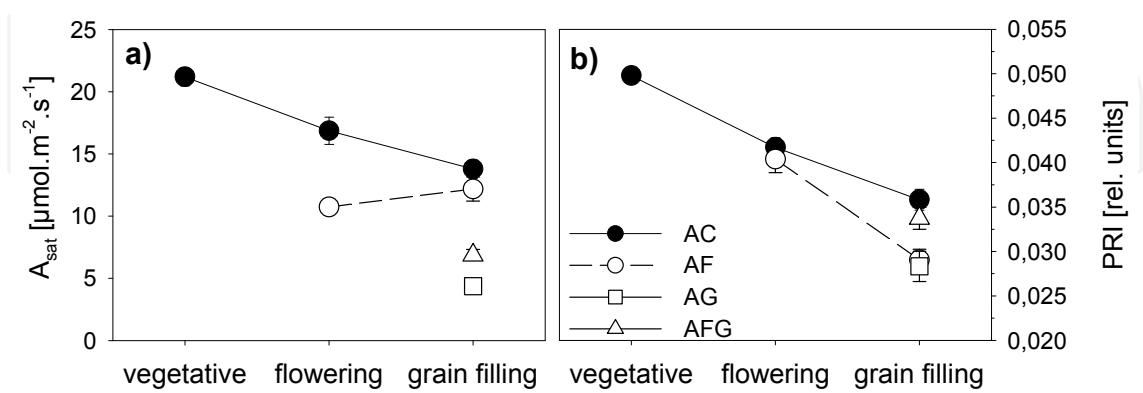 a)
A_sat [µmol.m⁻².s⁻¹]
25
20
15
10
5
0
vegetative flowering grain filling
b)
AC
AF
AG
AFG
0,055
0,050
0,045
0,040
0,035
0,030
0,025
0,020
PRI [rel. units]
vegetative flowering grain filling